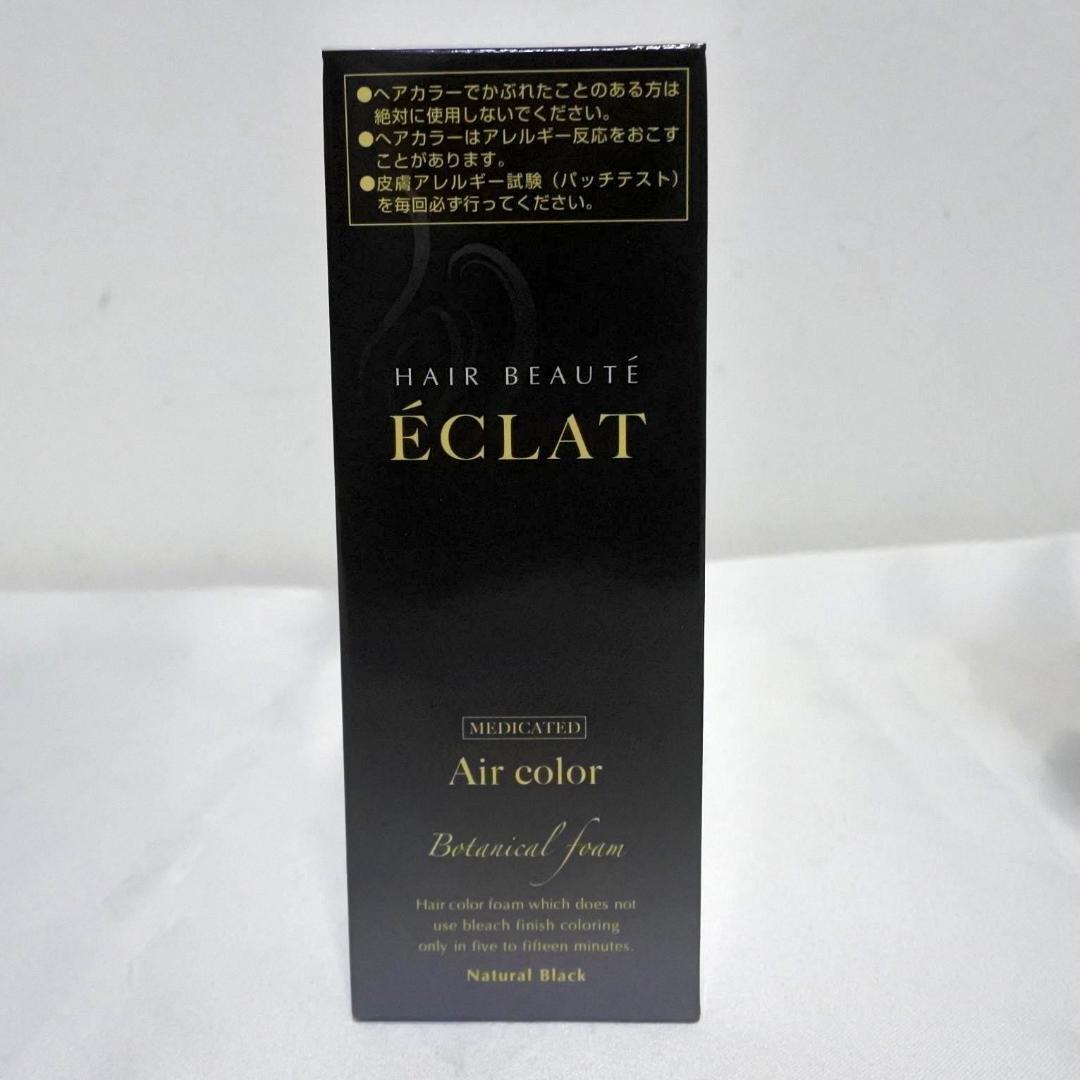 ●ヘアカラーでかぶれたことのある方は
絶対に使用しないでください。
●ヘアカラーはアレルギー反応をおこす
ことがあります。
●皮膚アレルギー試験（パッチテスト）
を毎回必ず行ってください。
HAIR BEAUTÉ
ÉCLAT
MEDICATED
Air color
Botanical foam
Hair color foam which does not
use bleach finish coloring
only in five to fifteen minutes.
Natural Black